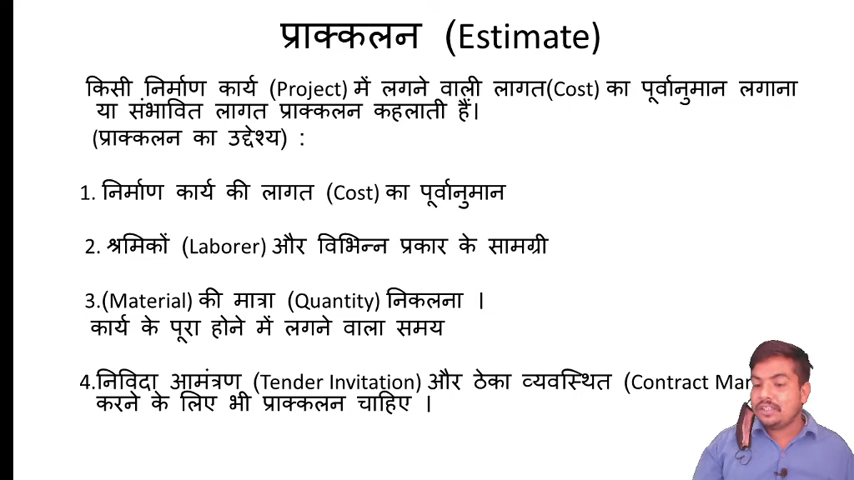 प्राक्कलन (Estimate)
किसी निर्माण कार्य (Project) में लगने वाली लागत(Cost) का पूर्वानुमान लगाना
या संभावित लागत प्राक्कलन कहलाती हैं।
(प्राक्कलन का उद्देश्य) :
1. निर्माण कार्य की लागत (Cost) का पूर्वानुमान
2. श्रमिकों (Laborer) और विभिन्न प्रकार के सामग्री
3.(Material) की मात्रा (Quantity) निकलना ।
कार्य के पूरा होने में लगने वाला समय
4.निविदा आमंत्रण (Tender Invitation) और ठेका व्यवस्थित (Contract
करने के लिए भी प्राक्कलन चाहिए ।